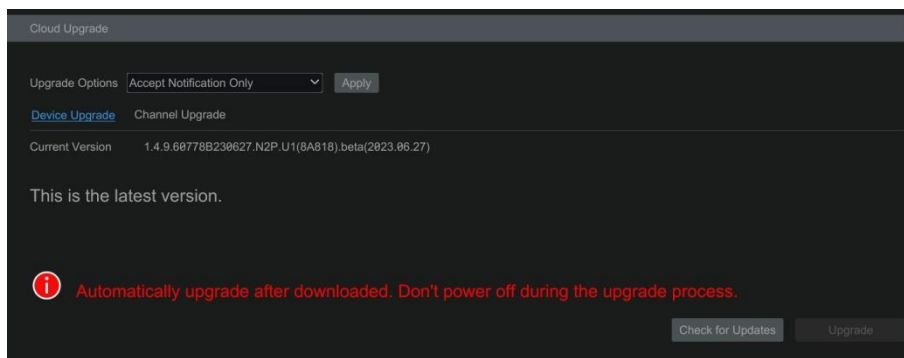 Cloud Upgrade
Upgrade Options Accept Notification Only Apply
Device Upgrade Channel Upgrade
Current Version 1.4.9.60778B230627.N2P.U1(8A818).beta(2023.06.27)
This is the latest version.
Automatically upgrade after downloaded. Don't power off during the upgrade process.
Check for Updates Upgrade